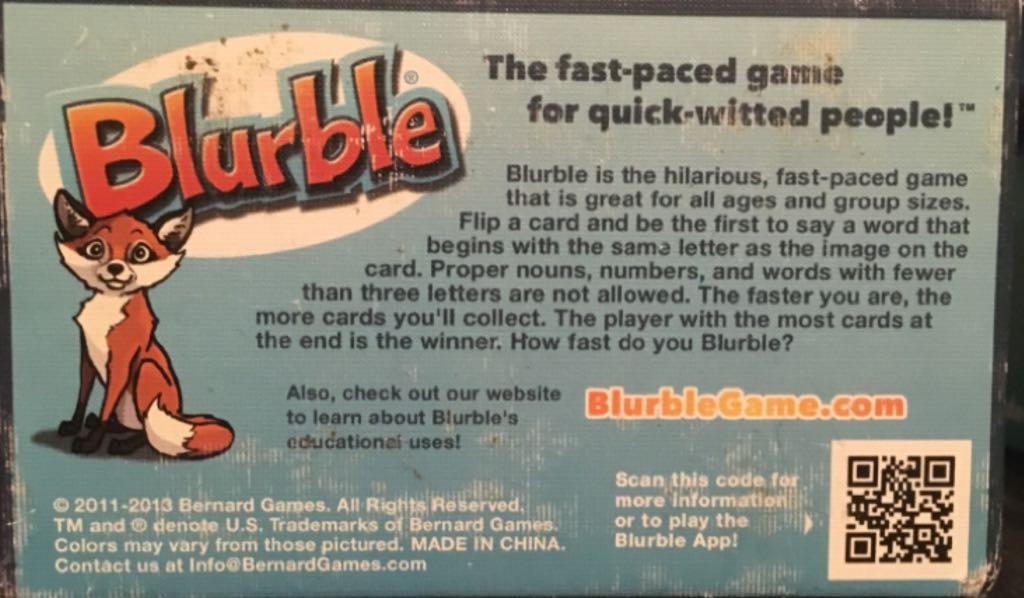 Blurble®
The fast-paced game
for quick-witted people!™
Blurble is the hilarious, fast-paced game
that is great for all ages and group sizes.
Flip a card and be the first to say a word that
begins with the same letter as the image on the
card. Proper nouns, numbers, and words with fewer
than three letters are not allowed. The faster you are, the
more cards you'll collect. The player with the most cards at
the end is the winner. How fast do you Blurble?
Also, check out our website
to learn about Blurble's
educational uses!
BlurbleGame.com
Scan this code for
more information
or to play the
Blurble App!
© 2011-2013 Bernard Games. All Rights Reserved.
TM and ® denote U.S. Trademarks of Bernard Games.
Colors may vary from those pictured. MADE IN CHINA.
Contact us at Info@BernardGames.com